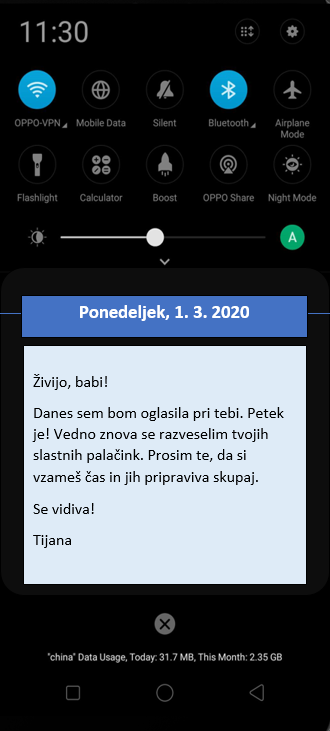 11:30
OPPO-VPN
Mobile Data
Silent
Bluetooth
Airplane Mode
Flashlight
Calculator
Boost
OPPO Share
Night Mode
A
Ponedeljek, 1. 3. 2020
Živijo, babi!
Danes sem bom oglasila pri tebi. Petek
je! Vedno znova se razveselim tvojih
slastnih palačink. Prosim te, da si
vzameš čas in jih pripraviva skupaj.
Se vidiva!
Tijana
"china" Data Usage, Today: 31.7 MB, This Month: 2.35 GB